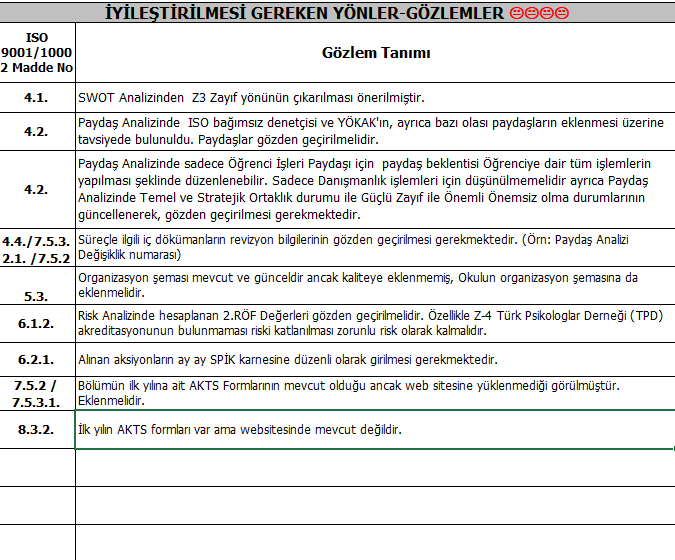 İYİLEŞTİRİLMESİ GEREKEN YÖNLER-GÖZLEMLER 😐😐😐😐
ISO
9001/1000
2 Madde No
Gözlem Tanımı
4.1.
SWOT Analizinden Z3 Zayıf yönünün çıkarılması önerilmiştir.
4.2.
Paydaş Analizinde ISO bağımsız denetçisi ve YÖKAK'ın, ayrıca bazı olası paydaşların eklenmesi üzerine
tavsiyede bulunuldu. Paydaşlar gözden geçirilmelidir.
4.2.
Paydaş Analizinde sadece Öğrenci İşleri Paydaşı için paydaş beklentisi Öğrenciye dair tüm işlemlerin
yapılması şeklinde düzenlenebilir. Sadece Danışmanlık işlemleri için düşünülmemelidir ayrıca Paydaş
Analizinde Temel ve Stratejik Ortaklık durumu ile Güçlü Zayıf ile Önemli Önemsiz olma durumlarının
güncellenerek, gözden geçirilmesi gerekmektedir.
4.4./7.5.3.
2.1. /7.5.2
Süreçle ilgili iç dökümanların revizyon bilgilerinin gözden geçirilmesi gerekmektedir. (Örn: Paydaş Analizi
Değişiklik numarası)
5.3.
Organizasyon şeması mevcut ve günceldir ancak kaliteye eklenmemiş, Okulun organizasyon şemasına da
eklenmelidir.
6.1.2.
Risk Analizinde hesaplanan 2.RÖF Değerleri gözden geçirilmelidir. Özellikle Z-4 Türk Psikologlar Derneği (TPD)
akreditasyonunun bulunmaması riski katlanılması zorunlu risk olarak kalmalıdır.
6.2.1.
Alınan aksiyonların ay ay SPİK karnesine düzenli olarak girilmesi gerekmektedir.
7.5.2 /
7.5.3.1.
Bölümün ilk yılına ait AKTS Formlarının mevcut olduğu ancak web sitesine yüklenmediği görülmüştür.
Eklenmelidir.
8.3.2.
İlk yılın AKTS formları var ama websitesinde mevcut değildir.